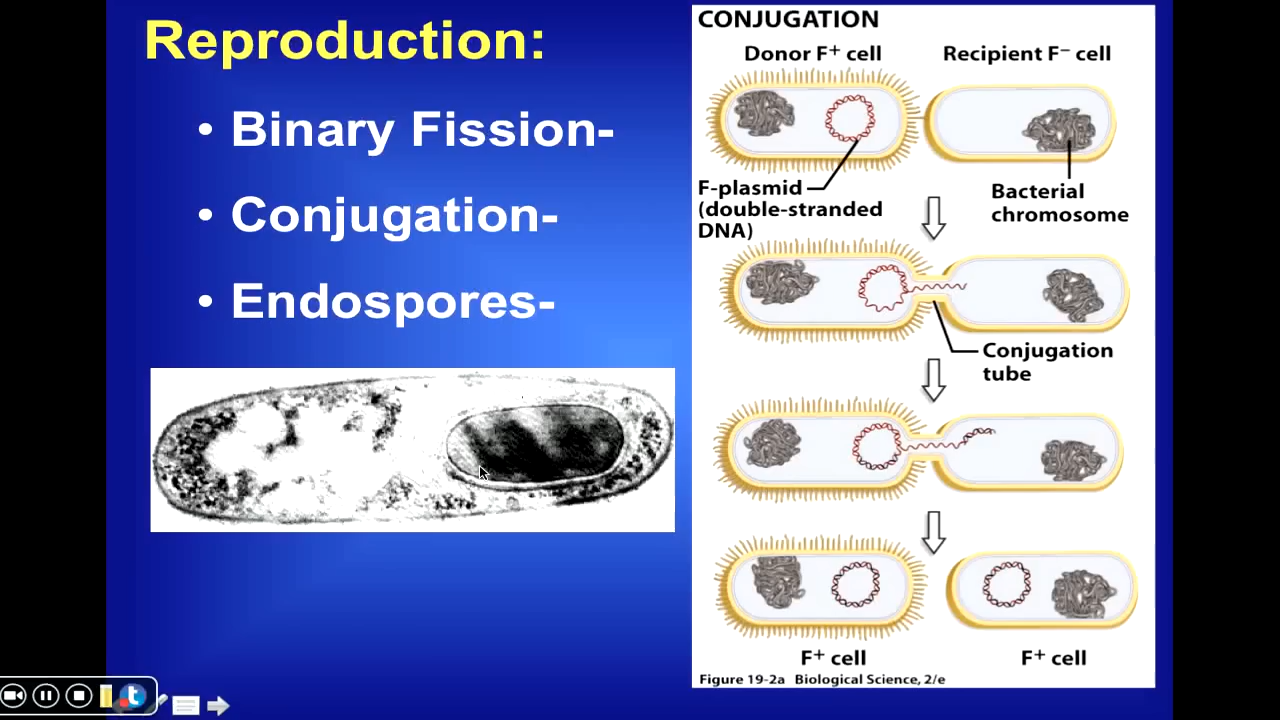 Reproduction:
• Binary Fission-
• Conjugation-
• Endospores-
CONJUGATION
Donor F⁺ cell
Recipient F⁻ cell
F-plasmid
(double-stranded
DNA)
Bacterial
chromosome
Conjugation
tube
F⁺ cell
F⁺ cell
Figure 19-2a Biological Science, 2/e
t